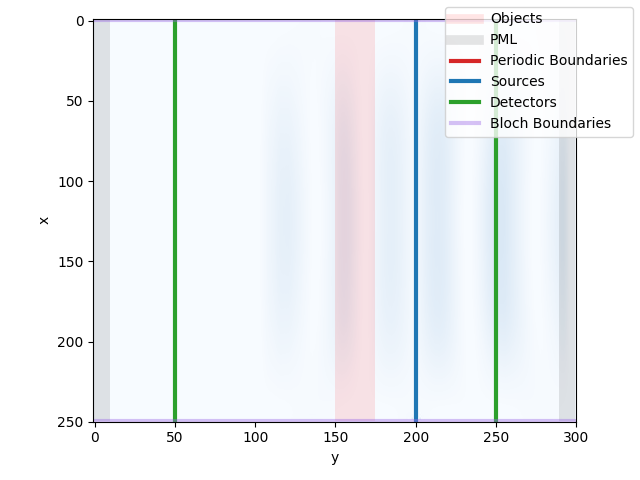 Objects
PML
Periodic Boundaries
Sources
Detectors
Bloch Boundaries
0
50
100
150
200
250
x
0
50
100
150
200
250
300
y